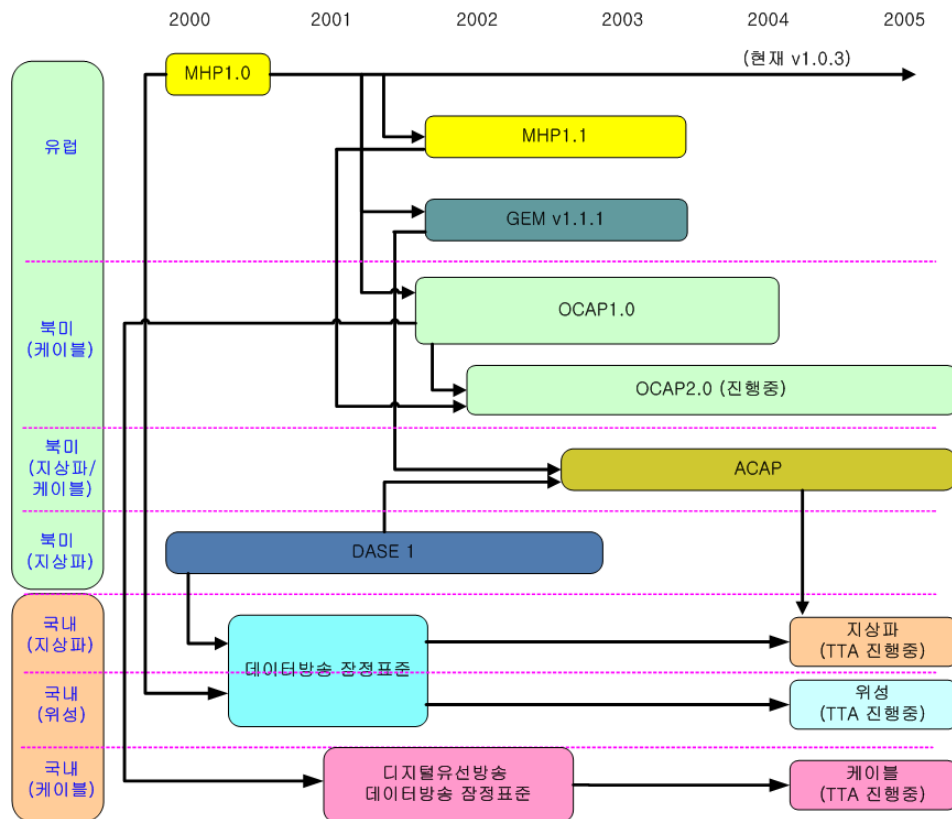 2000 2001 2002 2003 2004 2005
(현재 v1.0.3)
MHP1.0
유럽
MHP1.1
GEM v1.1.1
북미
(케이블)
OCAP1.0
OCAP2.0 (진행중)
북미
(지상파/
케이블)
ACAP
북미
(지상파)
DASE 1
국내
(지상파)
데이터방송 잠정표준
지상파
(TTA 진행중)
국내
(위성)
위성
(TTA 진행중)
국내
(케이블)
디지털유선방송
데이터방송 잠정표준
케이블
(TTA 진행중)